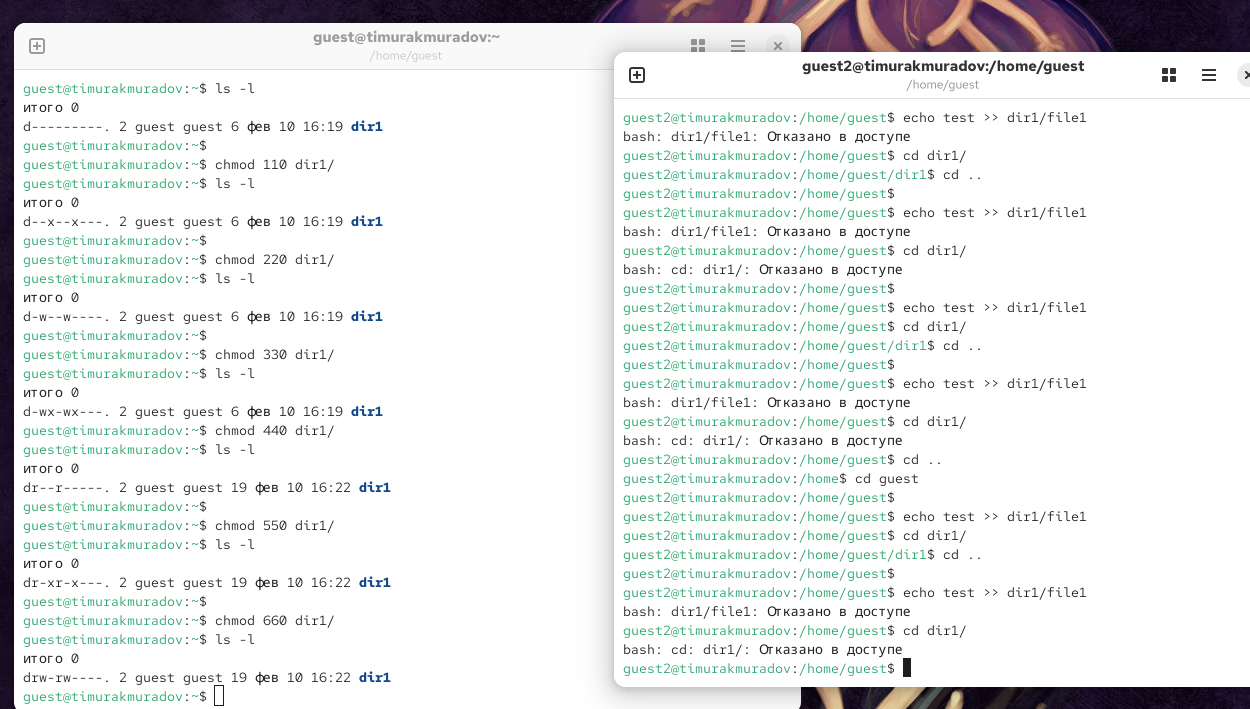 guest@timurakmuradov:~
/home/guest
guest@timurakmuradov:~$ ls -l
итого 0
d---------. 2 guest guest 6 фев 10 16:19 dir1
guest@timurakmuradov:~$
guest@timurakmuradov:~$ chmod 110 dir1/
guest@timurakmuradov:~$ ls -l
итого 0
d--x--x---. 2 guest guest 6 фев 10 16:19 dir1
guest@timurakmuradov:~$
guest@timurakmuradov:~$ chmod 220 dir1/
guest@timurakmuradov:~$ ls -l
итого 0
d-w--w----. 2 guest guest 6 фев 10 16:19 dir1
guest@timurakmuradov:~$
guest@timurakmuradov:~$ chmod 330 dir1/
guest@timurakmuradov:~$ ls -l
итого 0
d-wx-wx---. 2 guest guest 6 фев 10 16:19 dir1
guest@timurakmuradov:~$ chmod 440 dir1/
guest@timurakmuradov:~$ ls -l
итого 0
dr--r-----. 2 guest guest 19 фев 10 16:22 dir1
guest@timurakmuradov:~$
guest@timurakmuradov:~$ chmod 550 dir1/
guest@timurakmuradov:~$ ls -l
итого 0
dr-xr-x---. 2 guest guest 19 фев 10 16:22 dir1
guest@timurakmuradov:~$
guest@timurakmuradov:~$ chmod 660 dir1/
guest@timurakmuradov:~$ ls -l
итого 0
drw-rw----. 2 guest guest 19 фев 10 16:22 dir1
guest@timurakmuradov:~$
guest2@timurakmuradov:/home/guest
/home/guest
guest2@timurakmuradov:/home/guest$ echo test >> dir1/file1
bash: dir1/file1: Отказано в доступе
guest2@timurakmuradov:/home/guest$ cd dir1/
guest2@timurakmuradov:/home/guest/dir1$ cd ..
guest2@timurakmuradov:/home/guest$
guest2@timurakmuradov:/home/guest$ echo test >> dir1/file1
bash: dir1/file1: Отказано в доступе
guest2@timurakmuradov:/home/guest$ cd dir1/
bash: cd: dir1/: Отказано в доступе
guest2@timurakmuradov:/home/guest$
guest2@timurakmuradov:/home/guest$ echo test >> dir1/file1
guest2@timurakmuradov:/home/guest$ cd dir1/
guest2@timurakmuradov:/home/guest/dir1$ cd ..
guest2@timurakmuradov:/home/guest$
guest2@timurakmuradov:/home/guest$ echo test >> dir1/file1
bash: dir1/file1: Отказано в доступе
guest2@timurakmuradov:/home/guest$ cd dir1/
bash: cd: dir1/: Отказано в доступе
guest2@timurakmuradov:/home/guest$ cd ..
guest2@timurakmuradov:/home$ cd guest
guest2@timurakmuradov:/home/guest$
guest2@timurakmuradov:/home/guest$ echo test >> dir1/file1
guest2@timurakmuradov:/home/guest$ cd dir1/
guest2@timurakmuradov:/home/guest/dir1$ cd ..
guest2@timurakmuradov:/home/guest$
guest2@timurakmuradov:/home/guest$ echo test >> dir1/file1
bash: dir1/file1: Отказано в доступе
guest2@timurakmuradov:/home/guest$ cd dir1/
bash: cd: dir1/: Отказано в доступе
guest2@timurakmuradov:/home/guest$